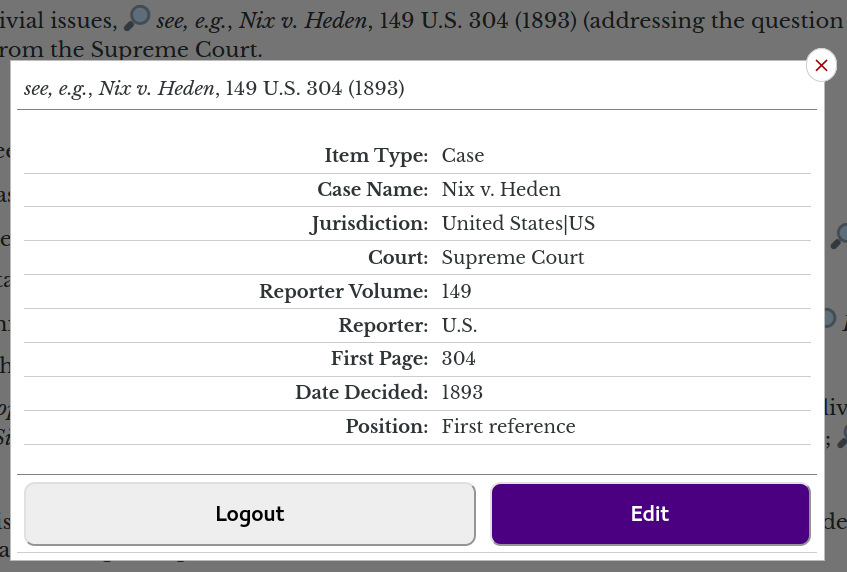 ivial issues, see, e.g., Nix v. Heden, 149 U.S. 304 (1893) (addressing the question
rom the Supreme Court.
see, e.g., Nix v. Heden, 149 U.S. 304 (1893)
Item Type: Case
Case Name: Nix v. Heden
Jurisdiction: United States|US
Court: Supreme Court
Reporter Volume: 149
Reporter: U.S.
First Page: 304
Date Decided: 1893
Position: First reference
Logout Edit